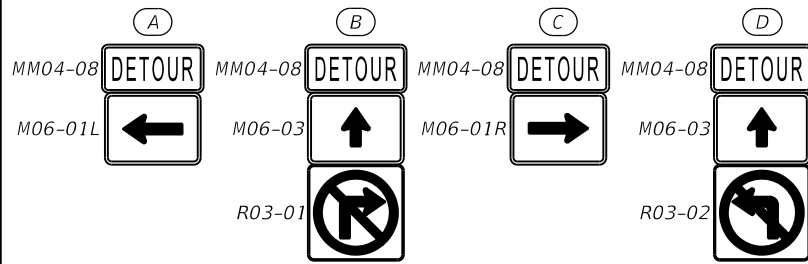 A B C D
MM04-08 DETOUR MM04-08 DETOUR MM04-08 DETOUR MM04-08 DETOUR
M06-01L M06-03 M06-01R M06-03
R03-01 R03-02